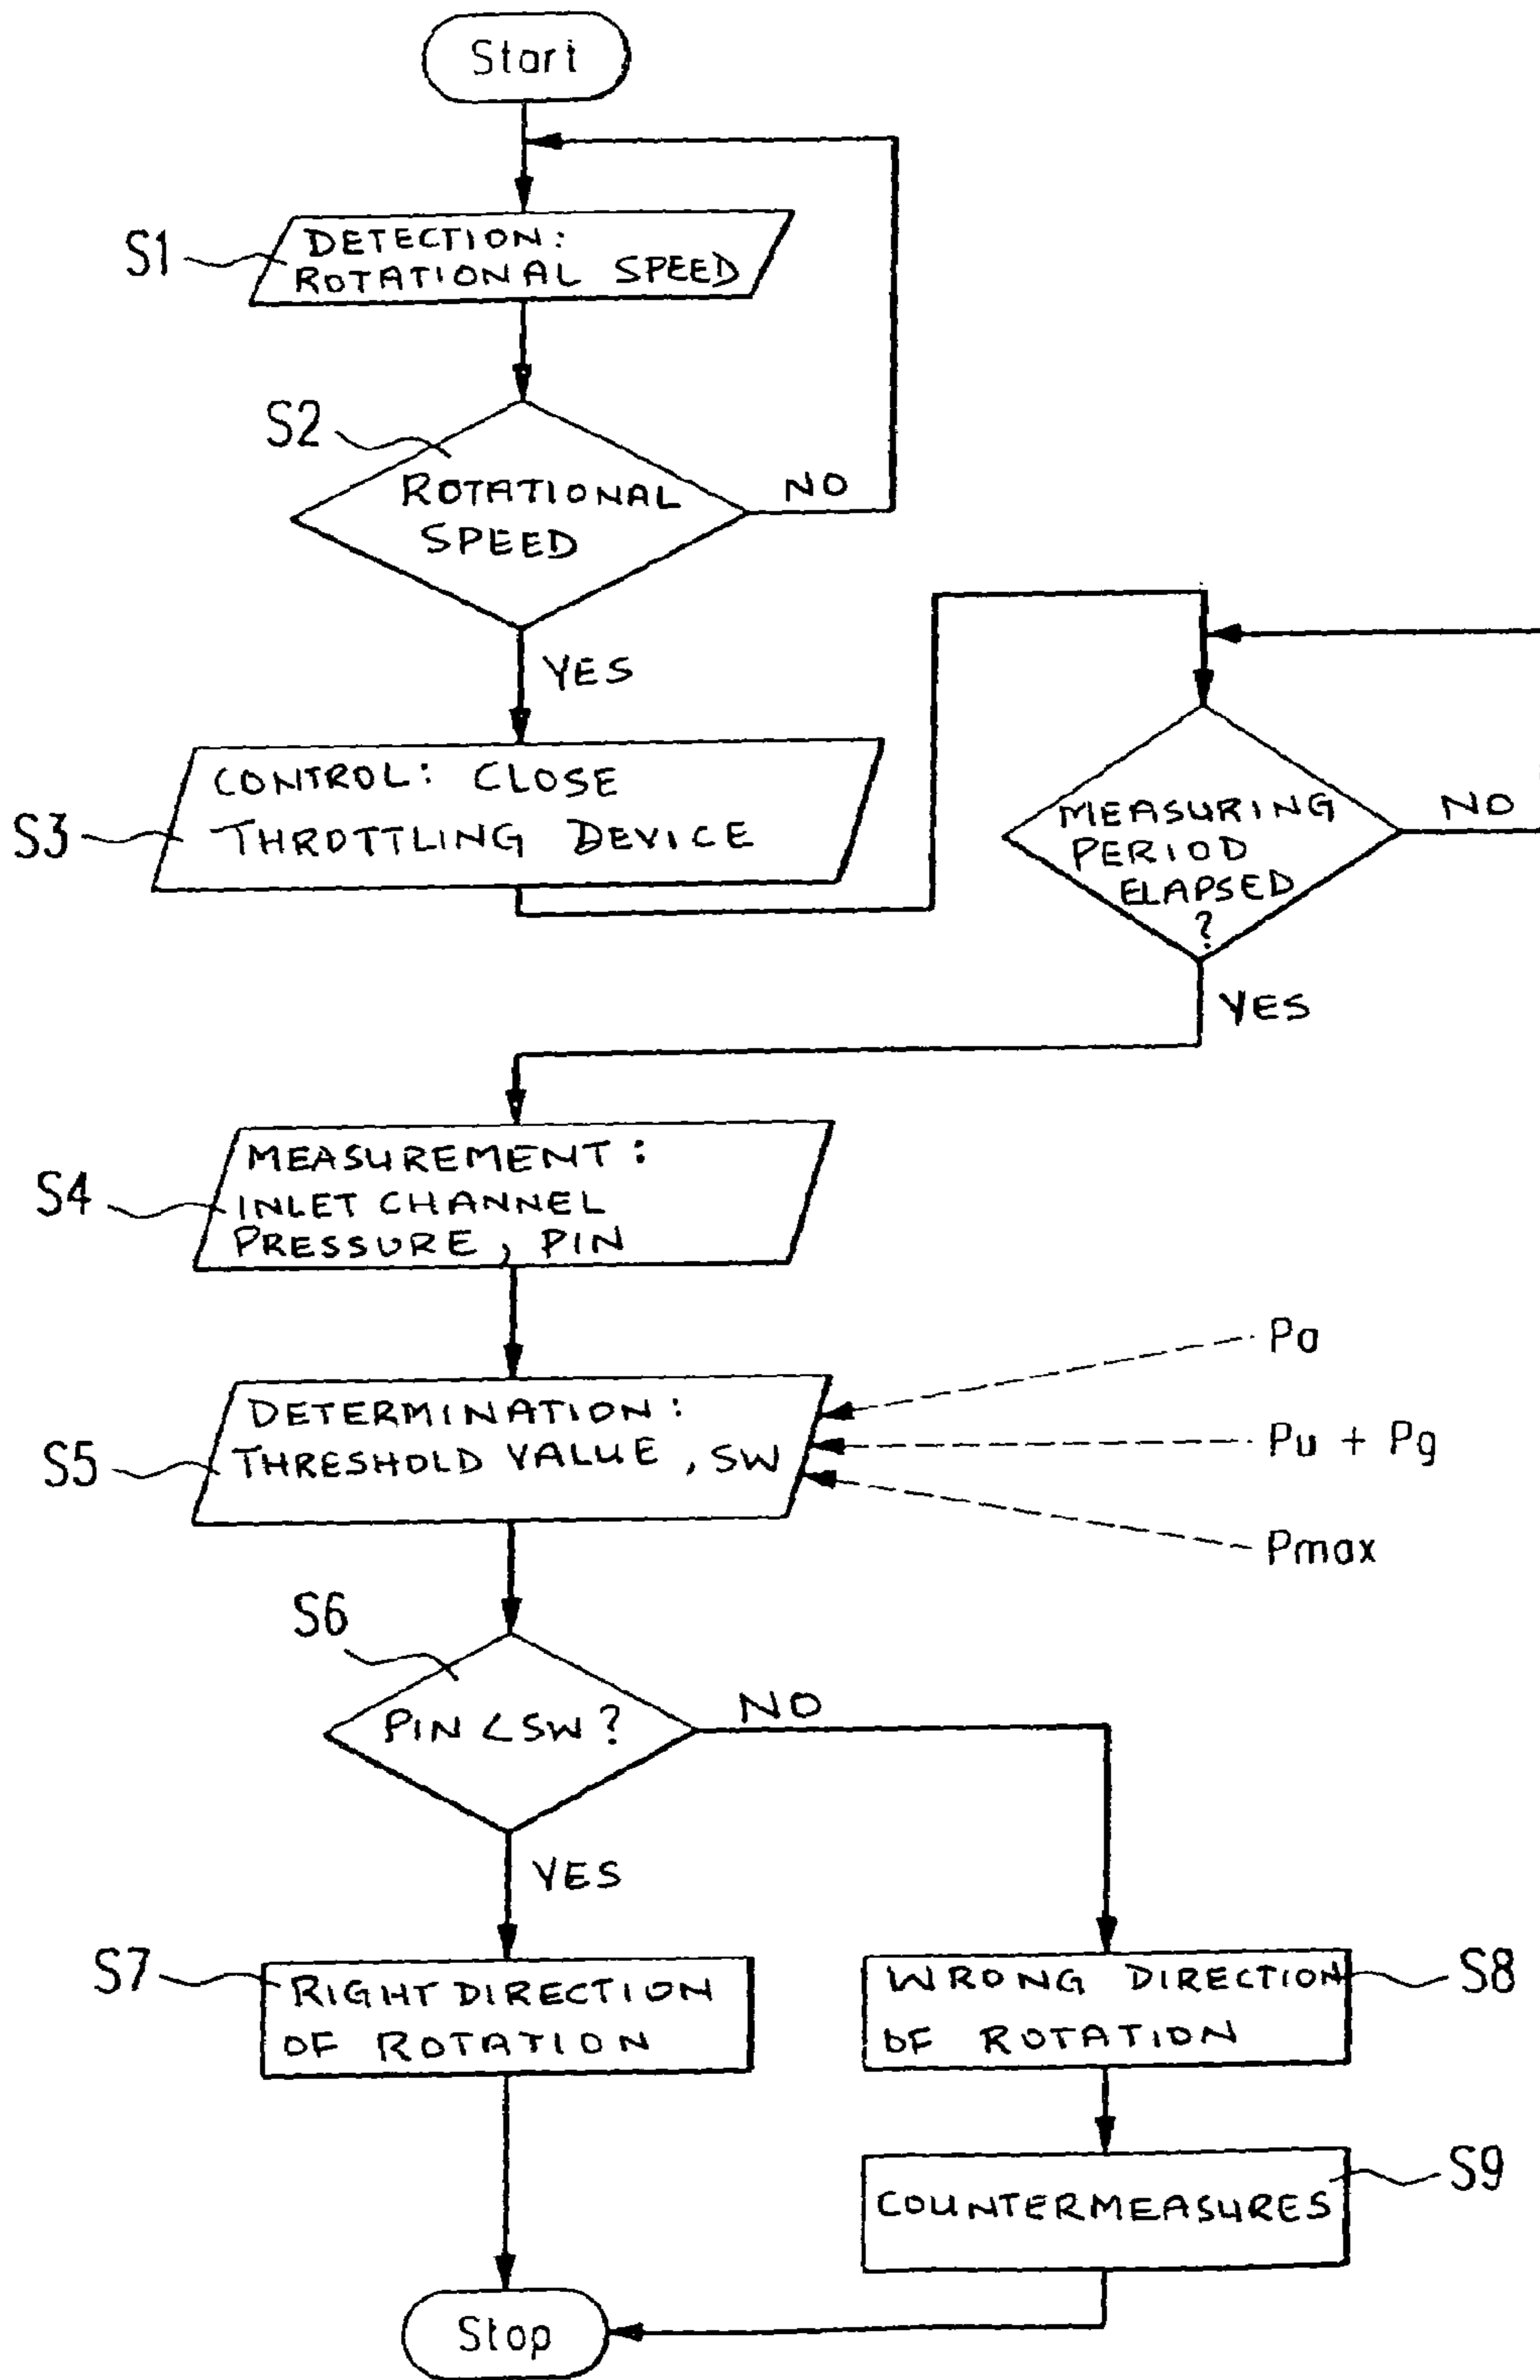 Start
S1
DETECTION:
ROTATIONAL SPEED
S2
ROTATIONAL
SPEED
NO
YES
S3
CONTROL: CLOSE
THROTTLING DEVICE
MEASURING
PERIOD
ELAPSED
?
NO
YES
S4
MEASUREMENT:
INLET CHANNEL
PRESSURE, PIN
S5
DETERMINATION:
THRESHOLD VALUE, SW
Pa
Pu + Pg
Pmax
S6
PIN < SW?
NO
YES
S7
RIGHT DIRECTION
OF ROTATION
S8
WRONG DIRECTION
OF ROTATION
S9
COUNTERMEASURES
Stop